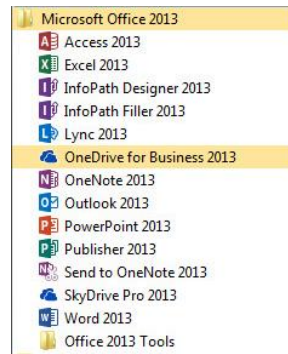 Microsoft Office 2013
Access 2013
Excel 2013
InfoPath Designer 2013
InfoPath Filler 2013
Lync 2013
OneDrive for Business 2013
OneNote 2013
Outlook 2013
PowerPoint 2013
Publisher 2013
Send to OneNote 2013
SkyDrive Pro 2013
Word 2013
Office 2013 Tools